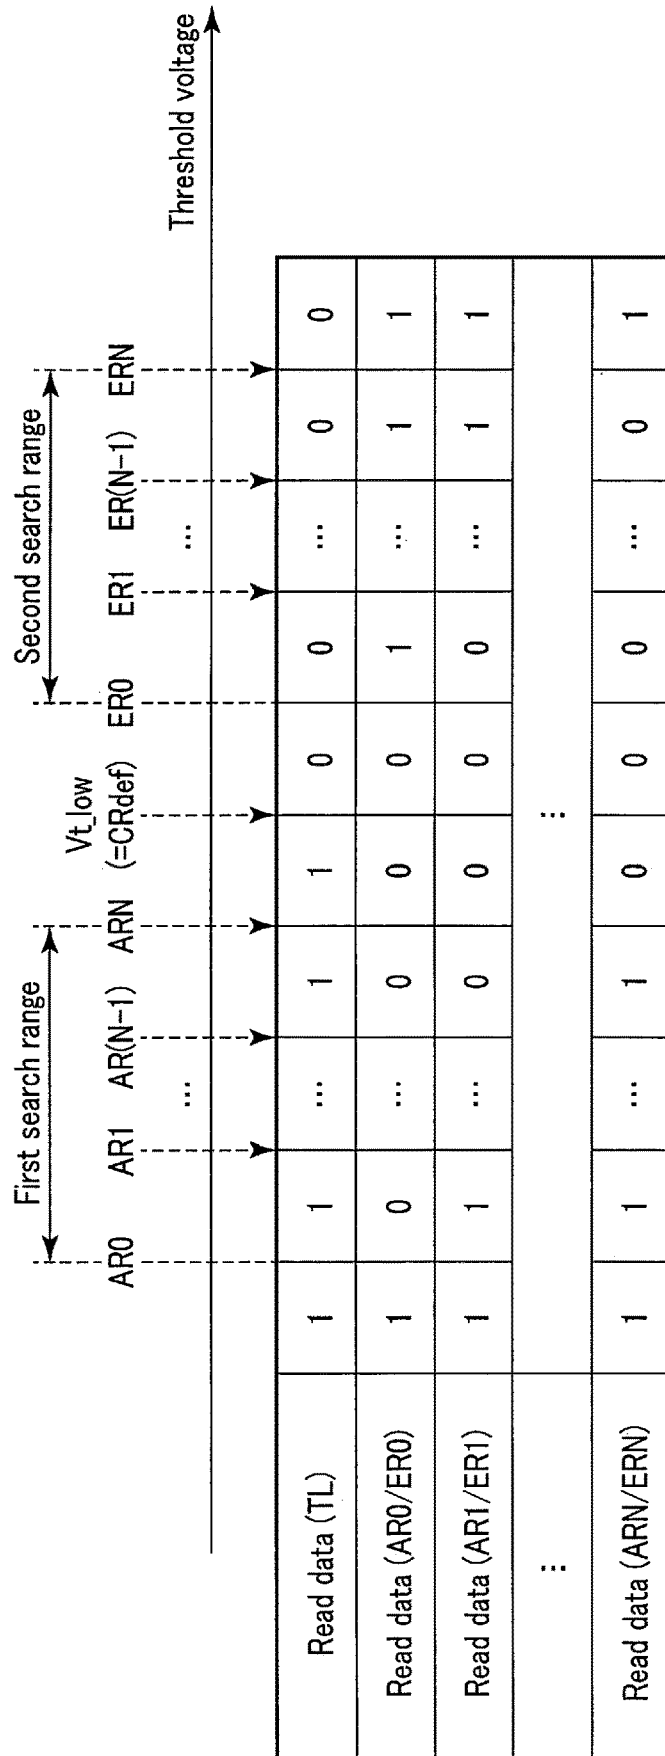 First search range Second search range
Vt_low
AR0 AR1 AR(N-1) ARN (=CRdef) ER0 ER1 ER(N-1) ERN
... ...
Threshold voltage
Read data (TL) 1 1 ... 1 1 0 0 ... 0 0
Read data (AR0/ER0) 1 0 ... 0 0 0 1 ... 1 1
Read data (AR1/ER1) 1 1 ... 0 0 0 0 ... 1 1
... ...
Read data (ARN/ERN) 1 1 ... 1 0 0 0 ... 0 1